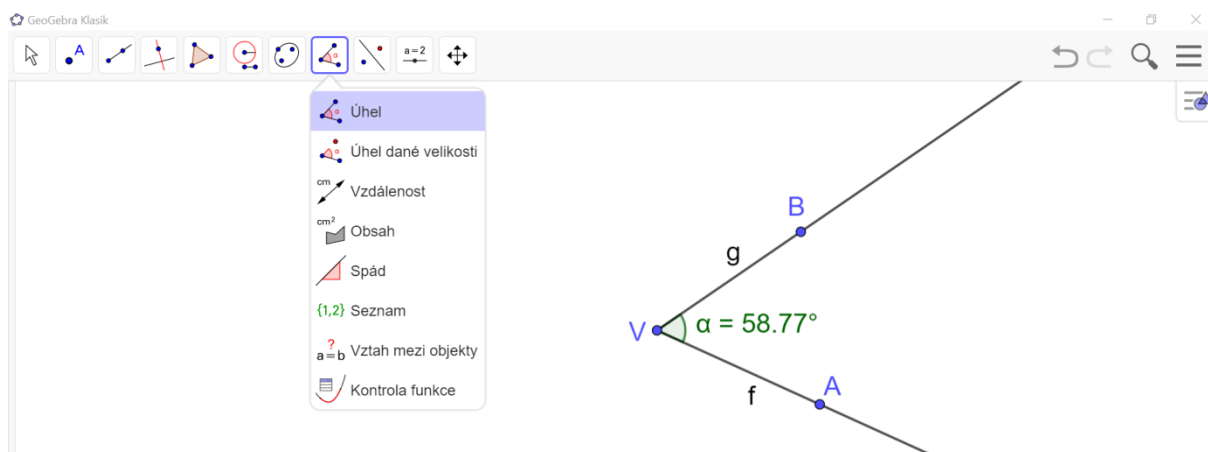 GeoGebra Klasik
A
a=2
Úhel
α
Úhel dané velikosti
α
cm
Vzdálenost
cm²
Obsah
Spád
{1,2} Seznam
?
a=b Vztah mezi objekty
Kontrola funkce
B
g
V
α = 58.77°
A
f